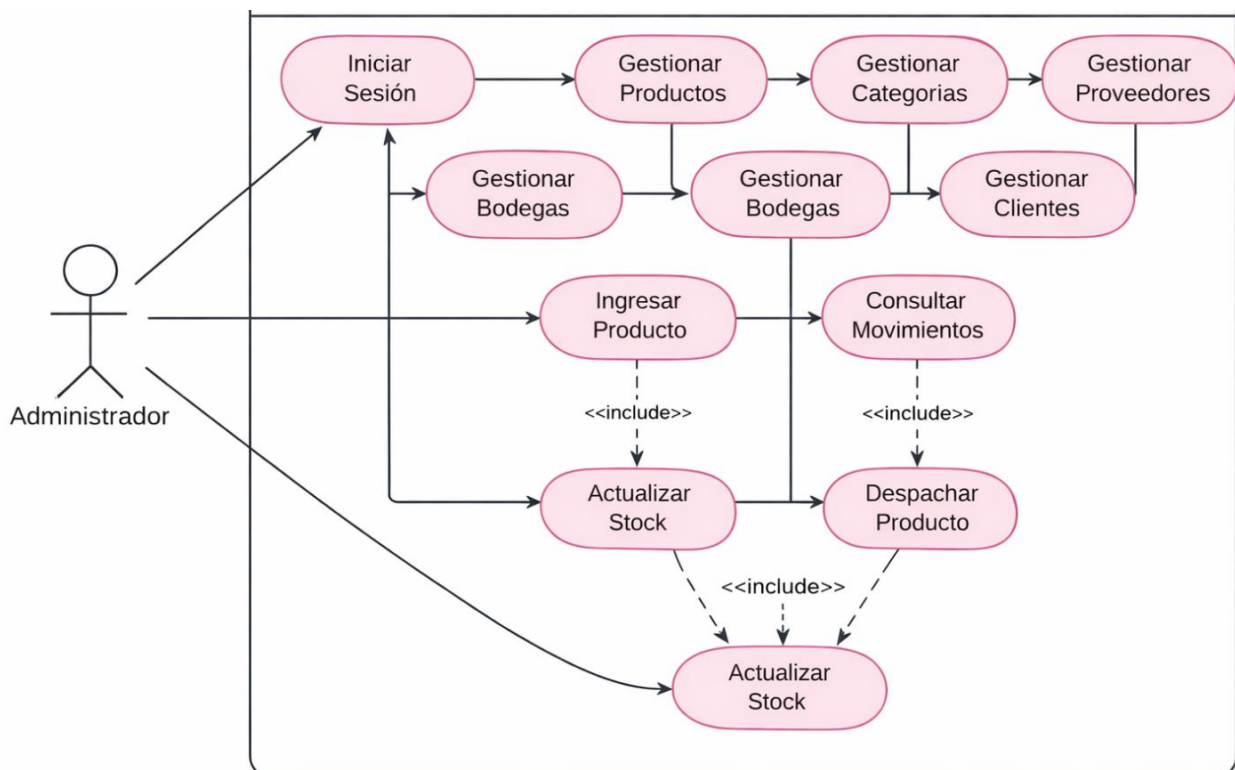 Iniciar
Sesión
Gestionar
Productos
Gestionar
Categorias
Gestionar
Proveedores
Gestionar
Bodegas
Gestionar
Bodegas
Gestionar
Clientes
Administrador
Ingresar
Producto
Consultar
Movimientos
<<include>>
<<include>>
Actualizar
Stock
Despachar
Producto
<<include>>
Actualizar
Stock